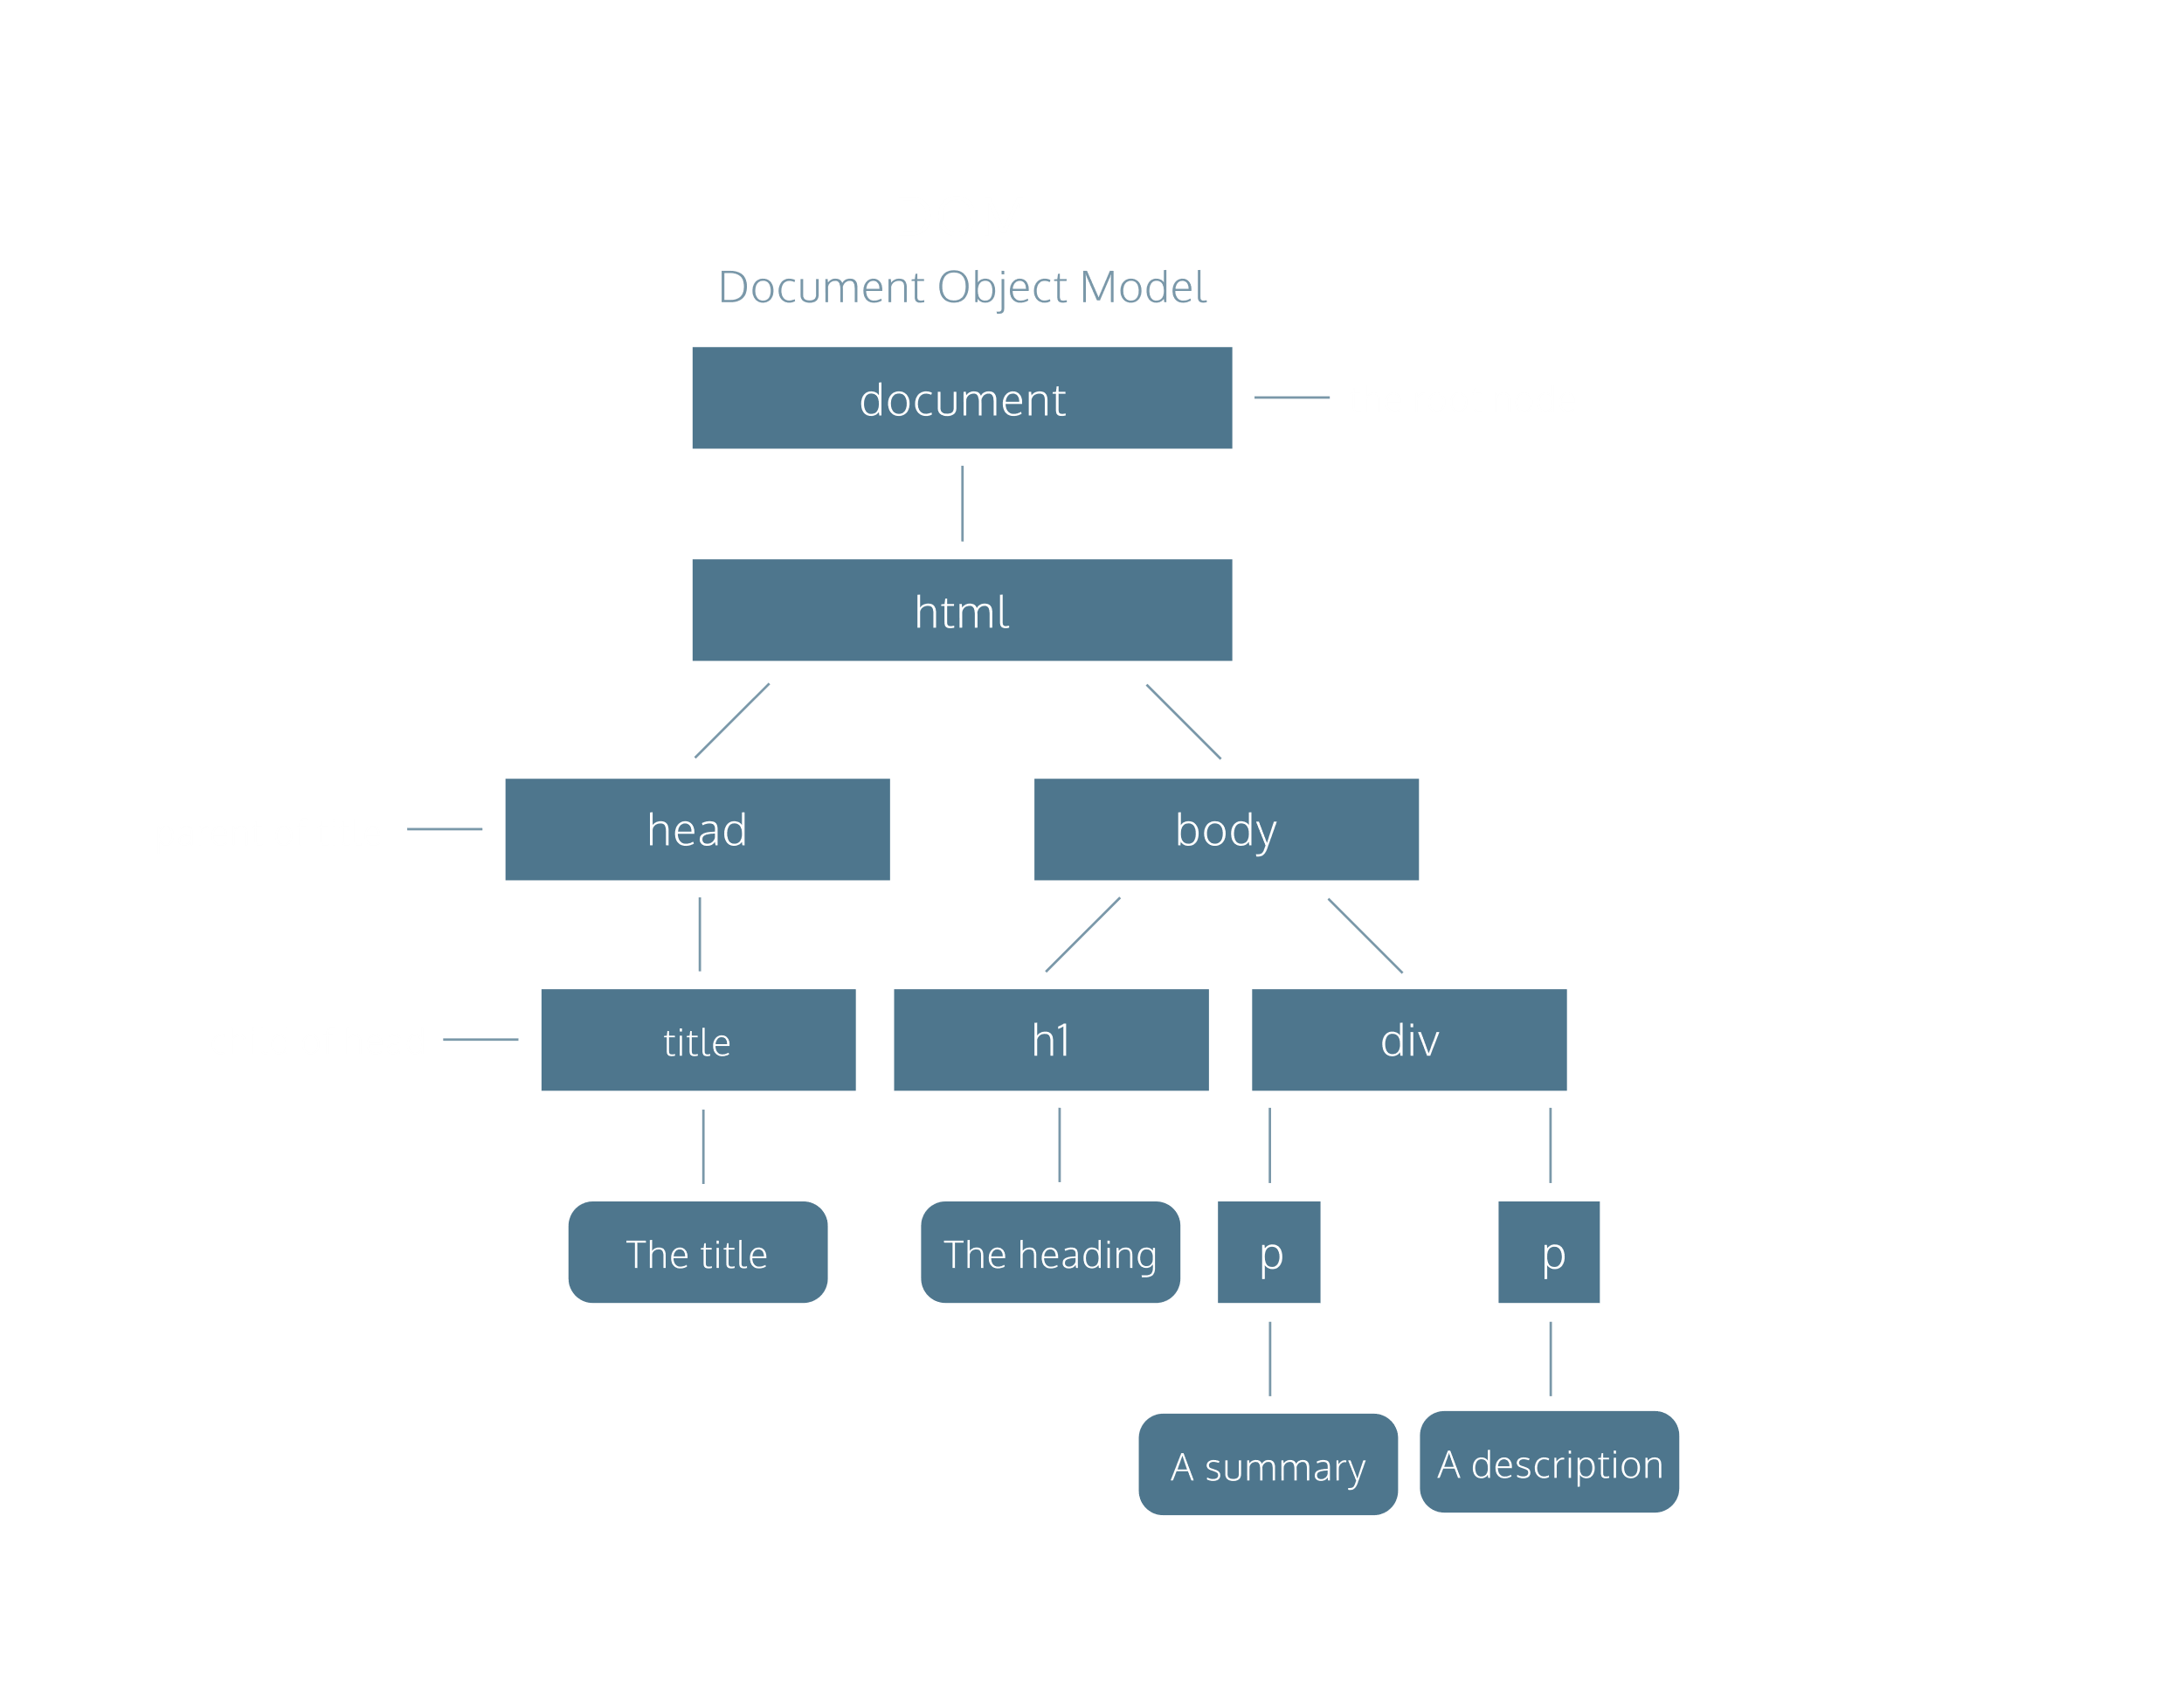 Document Object Model
document
html
head
body
title
h1
div
The title
The heading
p
p
A summary
A description